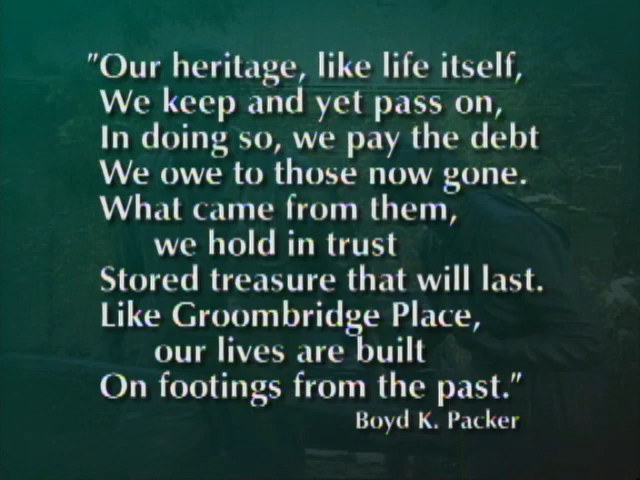 "Our heritage, like life itself,
We keep and yet pass on,
In doing so, we pay the debt
We owe to those now gone.
What came from them,
we hold in trust
Stored treasure that will last.
Like Groombridge Place,
our lives are built
On footings from the past."
Boyd K. Packer